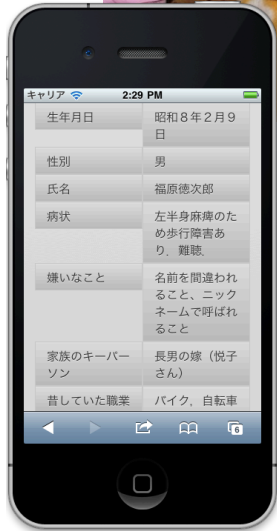 キャリア 2:29 PM
生年月日 昭和８年２月９
日
性別 男
氏名 福原徳次郎
病状 左半身麻痺のた
め歩行障害あ
り，難聴．
嫌いなこと 名前を間違われ
ること、ニック
ネームで呼ばれ
ること
家族のキーパー 長男の嫁（悦子
ソン さん）
昔していた職業 バイク，自転車
6